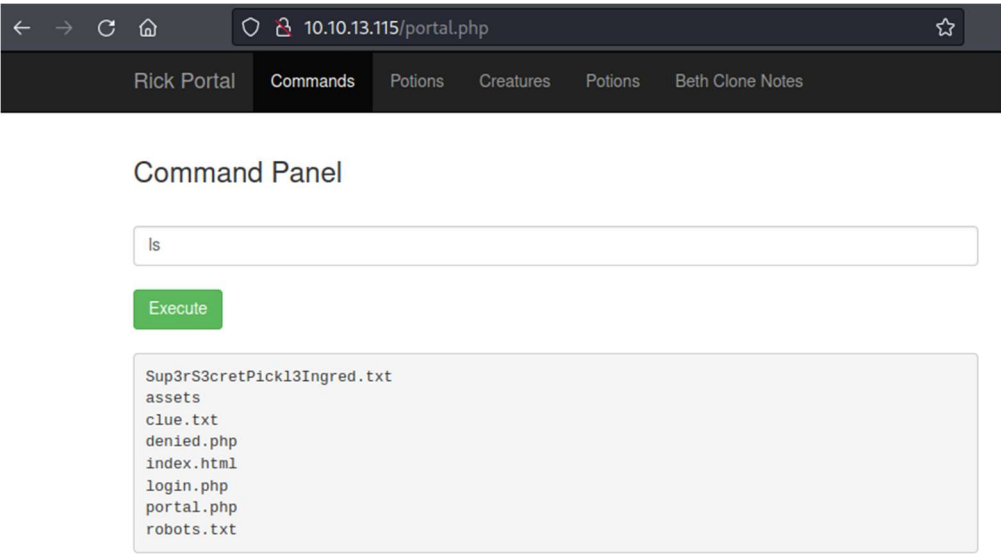 10.10.13.115/portal.php
Rick Portal Commands Potions Creatures Potions Beth Clone Notes
Command Panel
ls
Execute
Sup3rS3cretPickl3Ingred.txt
assets
clue.txt
denied.php
index.html
login.php
portal.php
robots.txt